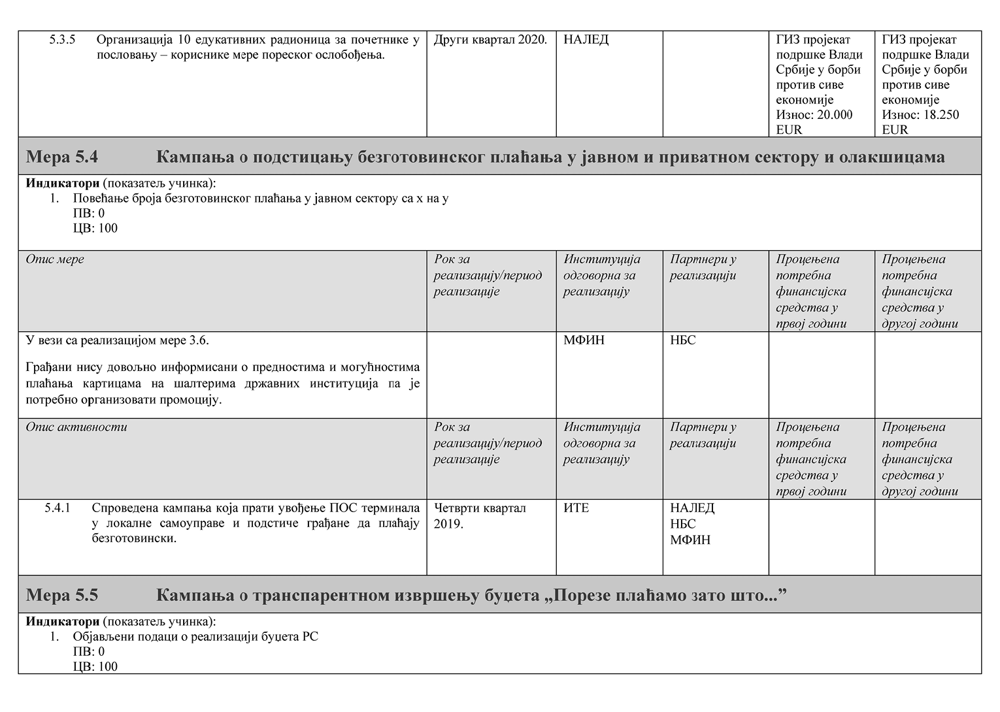 5.3.5 Организација 10 едукативних радионица за почетнике у
пословању – кориснике мере пореског ослобођења.
Други квартал 2020.
НАЛЕД
ГИЗ пројекат
подршке Влади
Србије у борби
против сиве
економије
Износ: 20.000
EUR
ГИЗ пројекат
подршке Влади
Србије у борби
против сиве
економије
Износ: 18.250
EUR
Мера 5.4 Кампања о подстицању безготовинског плаћања у јавном и приватном сектору и олакшицама
Индикатори (показатељ учинка):
1. Повећање броја безготовинског плаћања у јавном сектору са x на y
ПВ: 0
ЦВ: 100
Опис мере
Рок за
реализацију/период
реализације
Институција
одговорна за
реализацију
Партнери у
реализацији
Процењена
потребна
финансијска
средства у
првој години
Процењена
потребна
финансијска
средства у
другој години
У вези са реализацијом мере 3.6.
Грађани нису довољно информисани о предностима и могућностима
плаћања картицама на шалтерима државних институција па је
потребно организовати промоцију.
МФИН
НБС
Опис активности
Рок за
реализацију/период
реализације
Институција
одговорна за
реализацију
Партнери у
реализацији
Процењена
потребна
финансијска
средства у
првој години
Процењена
потребна
финансијска
средства у
другој години
5.4.1 Спроведена кампања која прати увођење ПОС терминала
у локалне самоуправе и подстиче грађане да плаћају
безготовински.
Четврти квартал
2019.
ИТЕ
НАЛЕД
НБС
МФИН
Мера 5.5 Кампања о транспарентном извршењу буџета „Порезе плаћамо зато што...”
Индикатори (показатељ учинка):
1. Објављени подаци о реализацији буџета РС
ПВ: 0
ЦВ: 100